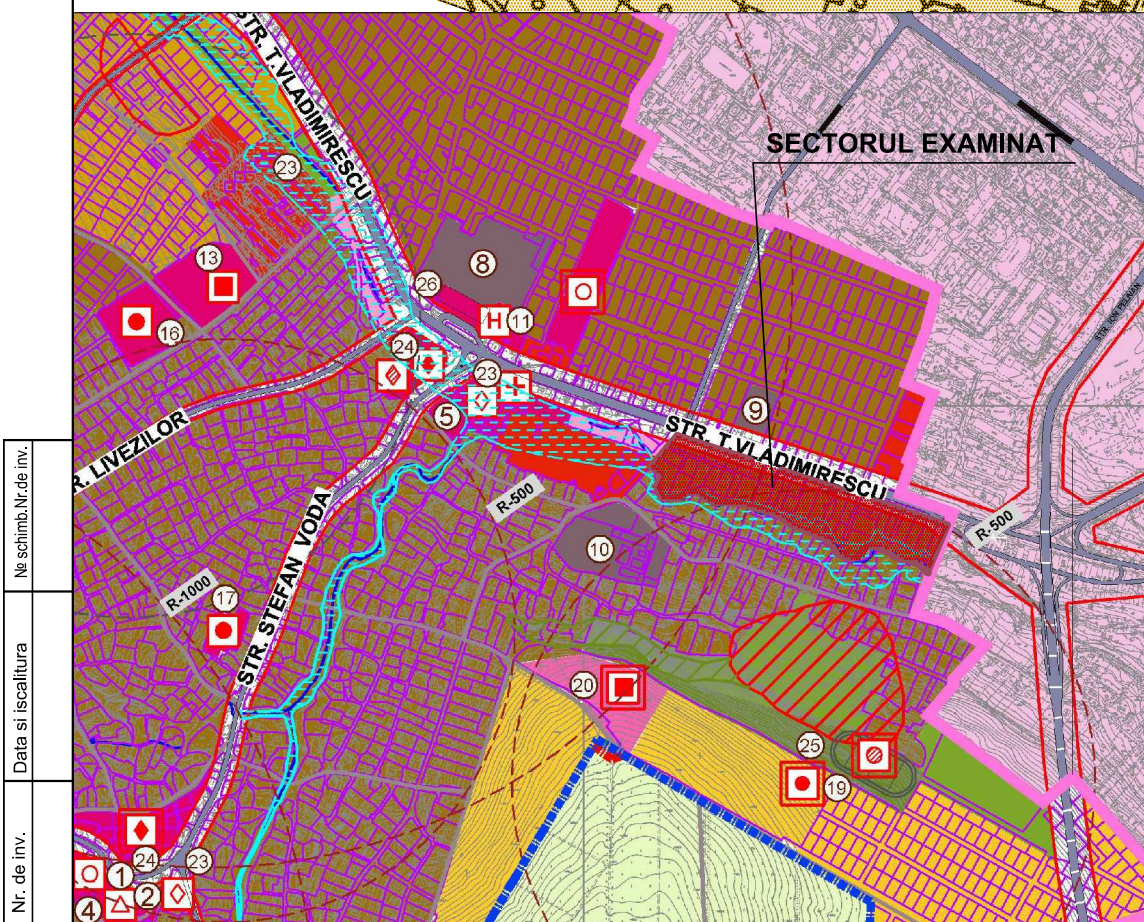 STR. T.VLADIMIRESCU
SECTORUL EXAMINAT
23
13
8
26
11
16
24
23
5
9
STR. T.VLADIMIRESCU
R. LIVEZILOR
R-500
R-500
10
R-1000
17
STR. STEFAN VODA
20
25
19
24
23
1
2
4
H
№ schimb.Nr.de inv.
Data si iscalitura
Nr. de inv.